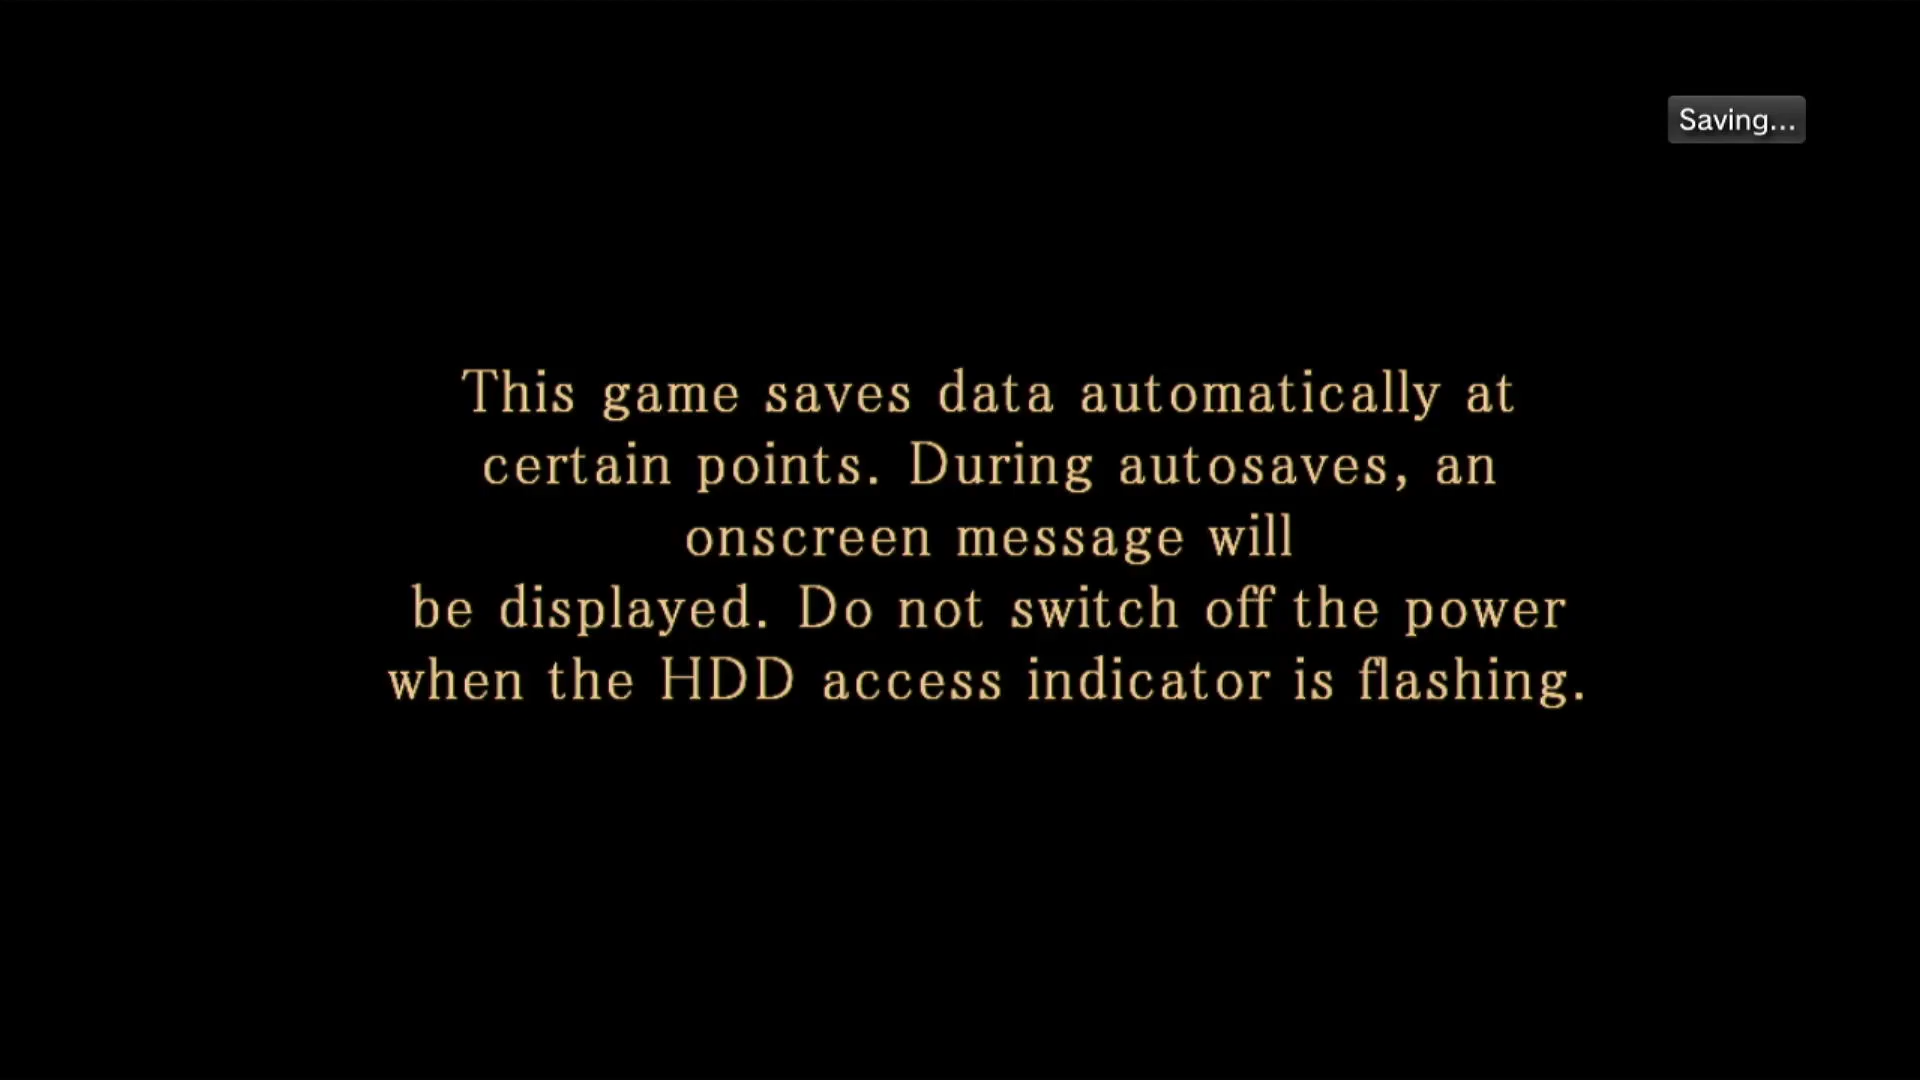 Saving...
This game saves data automatically at
certain points. During autosaves, an
onscreen message will
be displayed. Do not switch off the power
when the HDD access indicator is flashing.